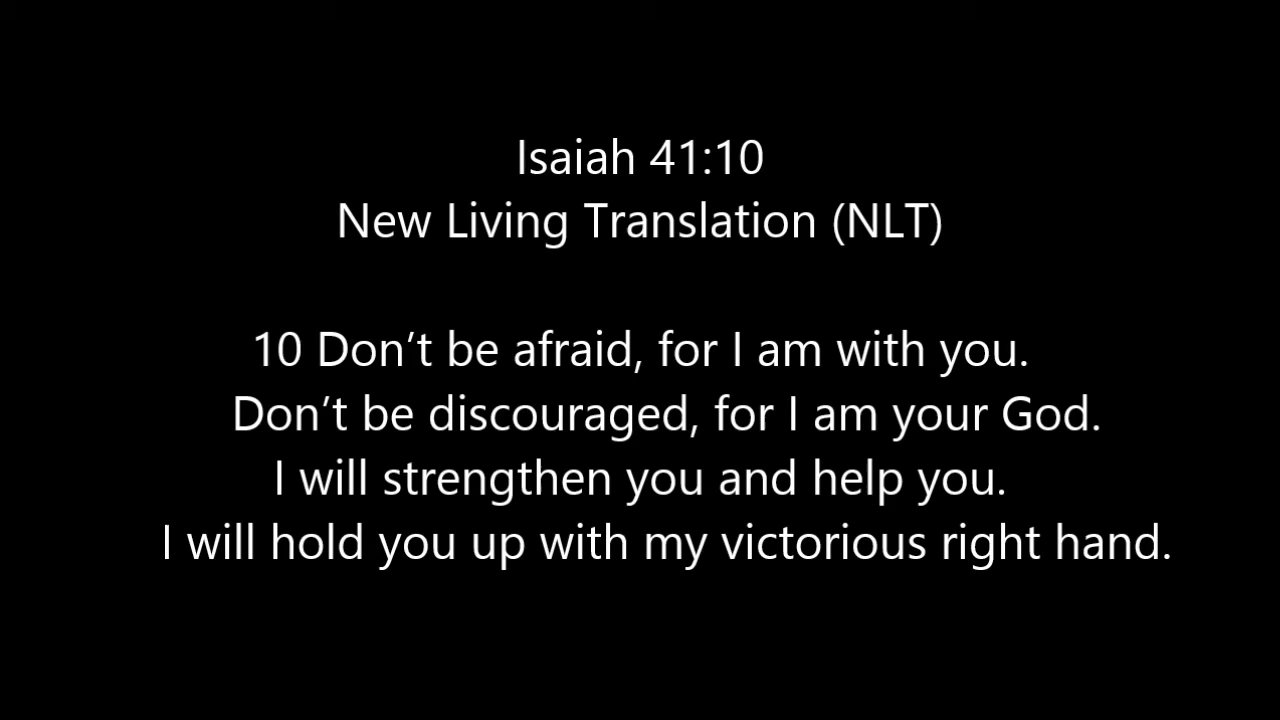 Isaiah 41:10
New Living Translation (NLT)
10 Don’t be afraid, for I am with you.
Don’t be discouraged, for I am your God.
I will strengthen you and help you.
I will hold you up with my victorious right hand.